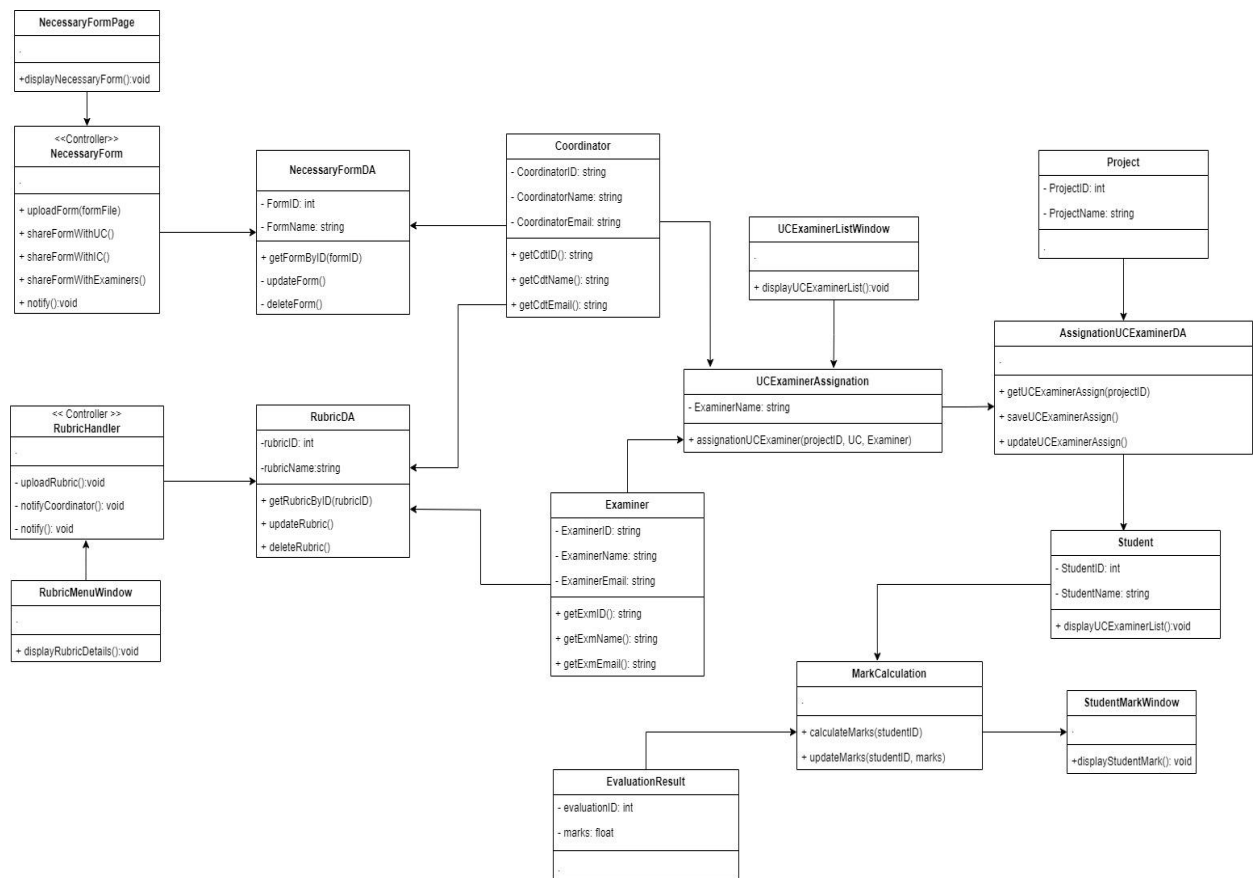 NecessaryFormPage
.
+displayNecessaryForm():void
<<Controller>>
NecessaryForm
.
+ uploadForm(formFile)
+ shareFormWithUC()
+ shareFormWithIC()
+ shareFormWithExaminers()
+ notify():void
NecessaryFormDA
- FormID: int
- FormName: string
+ getFormByID(formID)
- updateForm()
- deleteForm()
Coordinator
- CoordinatorID: string
- CoordinatorName: string
- CoordinatorEmail: string
+ getCdtID(): string
+ getCdtName(): string
+ getCdtEmail(): string
UCExaminerListWindow
.
+ displayUCExaminerList():void
Project
- ProjectID: int
- ProjectName: string
.
AssignationUCExaminerDA
.
+ getUCExaminerAssign(projectID)
+ saveUCExaminerAssign()
+ updateUCExaminerAssign()
UCExaminerAssignation
- ExaminerName: string
+ assignationUCExaminer(projectID, UC, Examiner)
<< Controller >>
RubricHandler
.
- uploadRubric():void
- notifyCoordinator(): void
- notify(): void
RubricDA
-rubricID: int
-rubricName:string
+ getRubricByID(rubricID)
+ updateRubric()
+ deleteRubric()
Examiner
- ExaminerID: string
- ExaminerName: string
- ExaminerEmail: string
+ getExmID(): string
+ getExmName(): string
+ getExmEmail(): string
Student
- StudentID: int
- StudentName: string
+ displayUCExaminerList():void
RubricMenuWindow
.
+ displayRubricDetails():void
MarkCalculation
.
+ calculateMarks(studentID)
+ updateMarks(studentID, marks)
StudentMarkWindow
.
+displayStudentMark(): void
EvaluationResult
- evaluationID: int
- marks: float
.